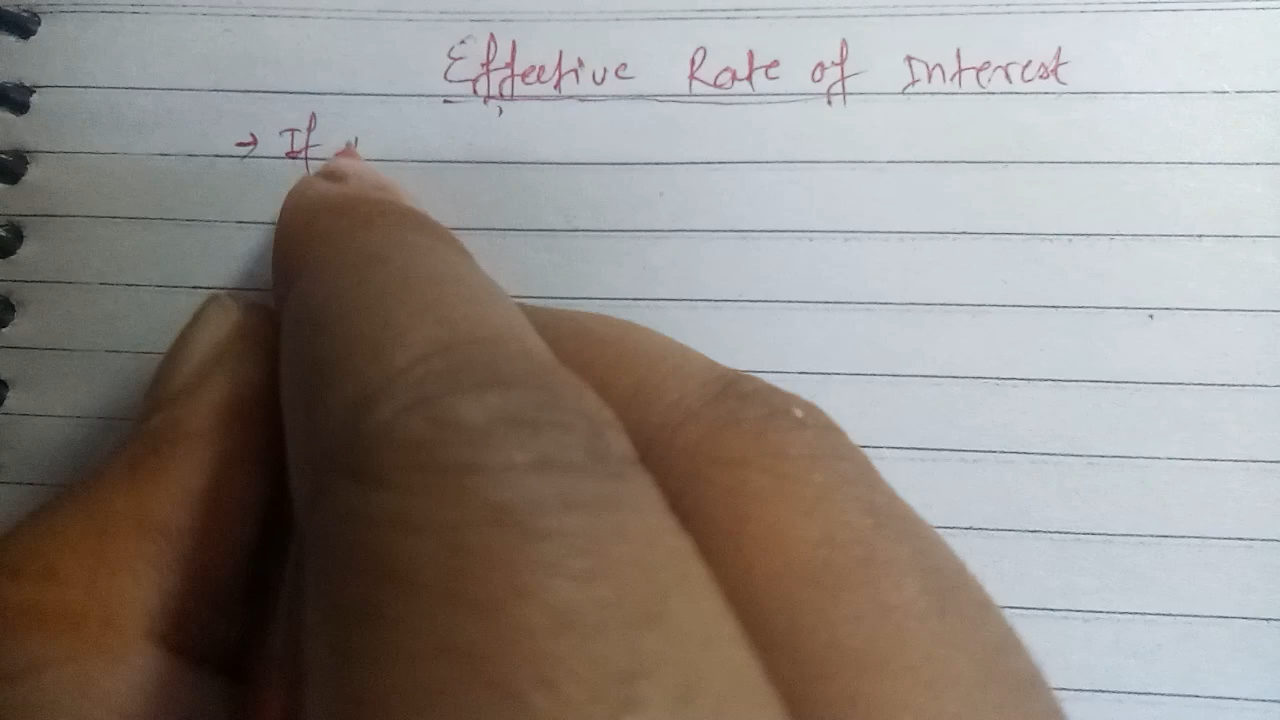 Effective Rate of Interest
→ If